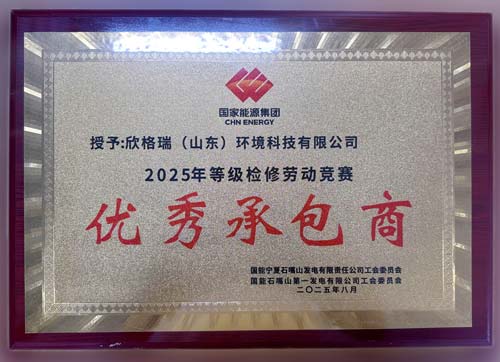 国家能源集团
CHN ENERGY
授予:欣格瑞（山东）环境科技有限公司
2025年等级检修劳动竞赛
优秀承包商
国能宁夏石嘴山发电有限责任公司工会委员会
国能石嘴山第一发电有限公司工会委员会
二〇二五年八月